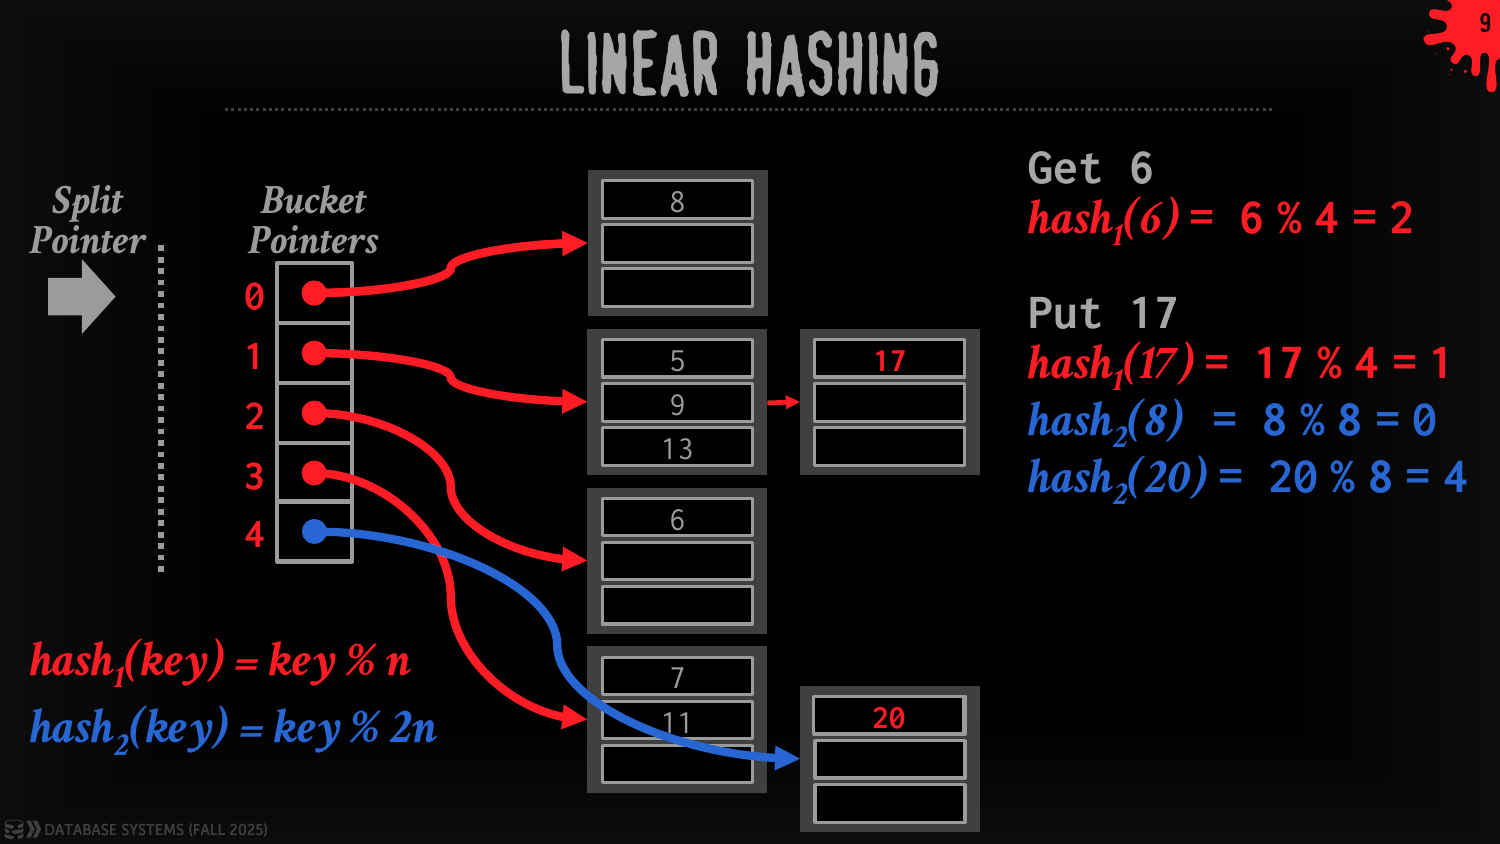 LINEAR HASHING
9
Split
Pointer
Bucket
Pointers
0
1
2
3
4
8
5
9
13
17
6
7
11
20
Get 6
hash1(6) = 6 % 4 = 2
Put 17
hash1(17) = 17 % 4 = 1
hash2(8) = 8 % 8 = 0
hash2(20) = 20 % 8 = 4
hash1(key) = key % n
hash2(key) = key % 2n
DATABASE SYSTEMS (FALL 2025)